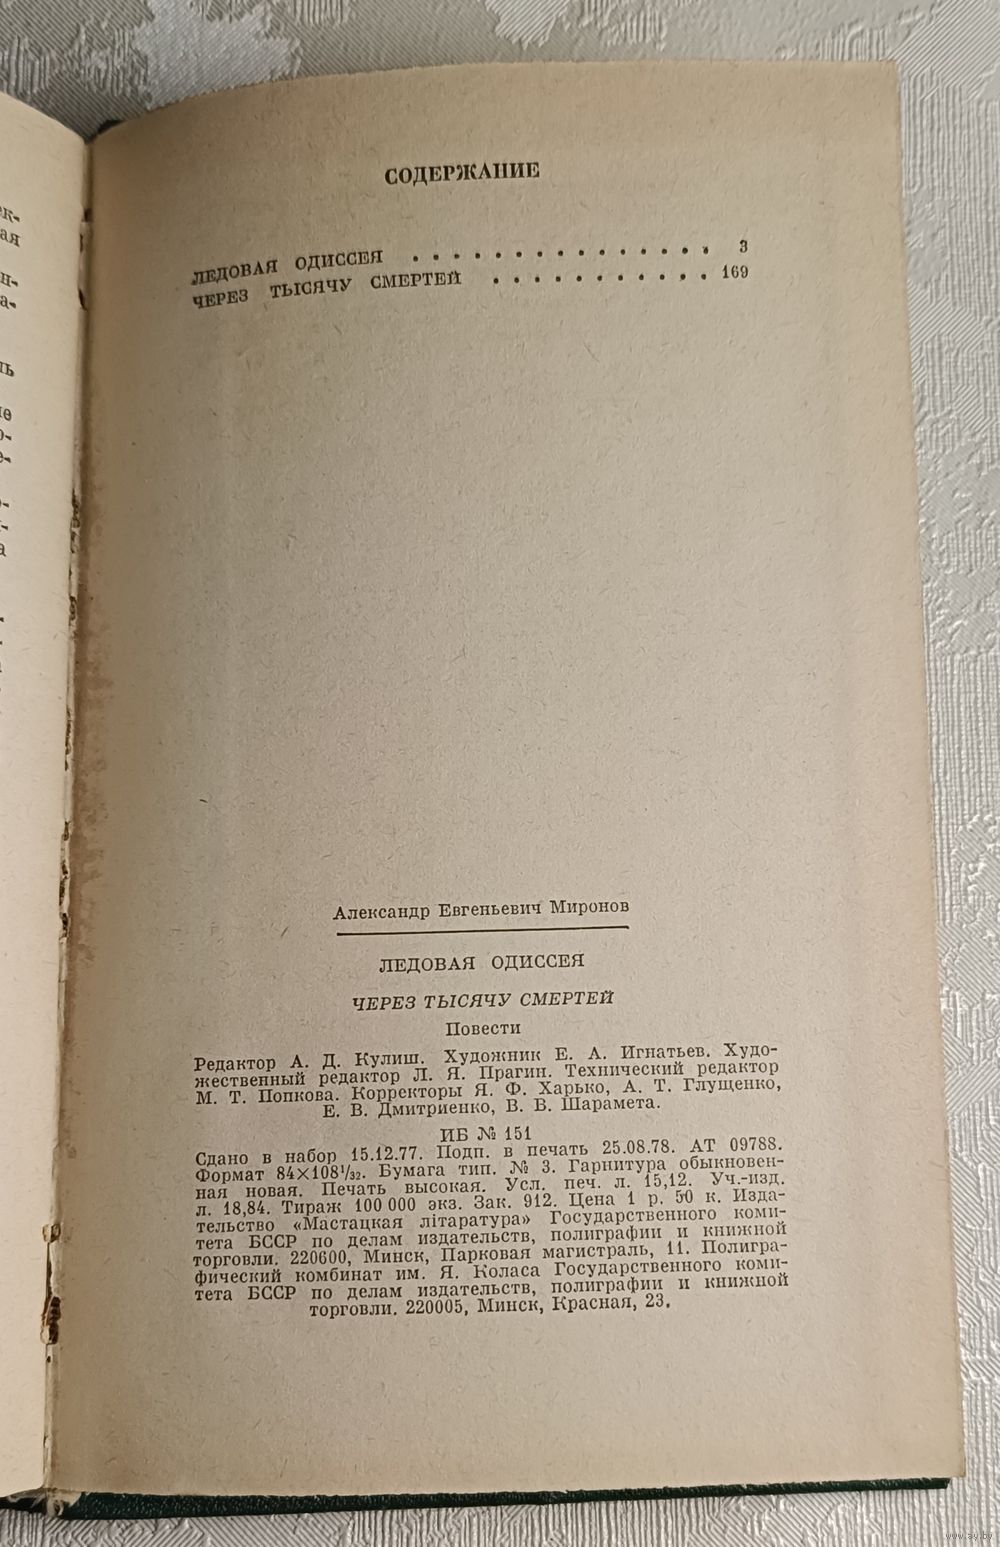 СОДЕРЖАНИЕ
ЛЕДОВАЯ ОДИССЕЯ . . . . . . . . . . . . . . . 3
ЧЕРЕЗ ТЫСЯЧУ СМЕРТЕЙ . . . . . . . . . . . 169
Александр Евгеньевич Миронов
ЛЕДОВАЯ ОДИССЕЯ
ЧЕРЕЗ ТЫСЯЧУ СМЕРТЕЙ
Повести
Редактор А. Д. Кулиш. Художник Е. А. Игнатьев. Худо-
жественный редактор Л. Я. Прагин. Технический редактор
М. Т. Попкова. Корректоры Я. Ф. Харько, А. Т. Глущенко,
Е. В. Дмитриенко, В. В. Шарамета.
ИБ № 151
Сдано в набор 15.12.77. Подп. в печать 25.08.78. АТ 09788.
Формат 84×108¹/₃₂. Бумага тип. № 3. Гарнитура обыкновен-
ная новая. Печать высокая. Усл. печ. л. 15,12. Уч.-изд.
л. 18,84. Тираж 100 000 экз. Зак. 912. Цена 1 р. 50 к. Изда-
тельство «Мастацкая літаратура» Государственного коми-
тета БССР по делам издательств, полиграфии и книжной
торговли. 220600, Минск, Парковая магистраль, 11. Полигра-
фический комбинат им. Я. Коласа Государственного коми-
тета БССР по делам издательств, полиграфии и книжной
торговли. 220005, Минск, Красная, 23.
www.ay.by